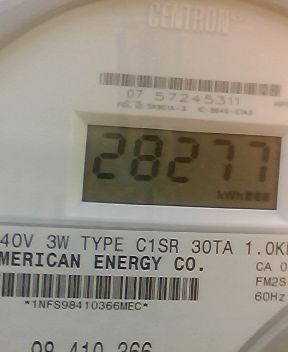 CENTRON
07 57245311
28277
kWh
40V 3W TYPE C1SR 30TA 1.0K
MERICAN ENERGY CO.
CA 0
FM2S
*1NFS98410366MEC*
60Hz
98 410 366